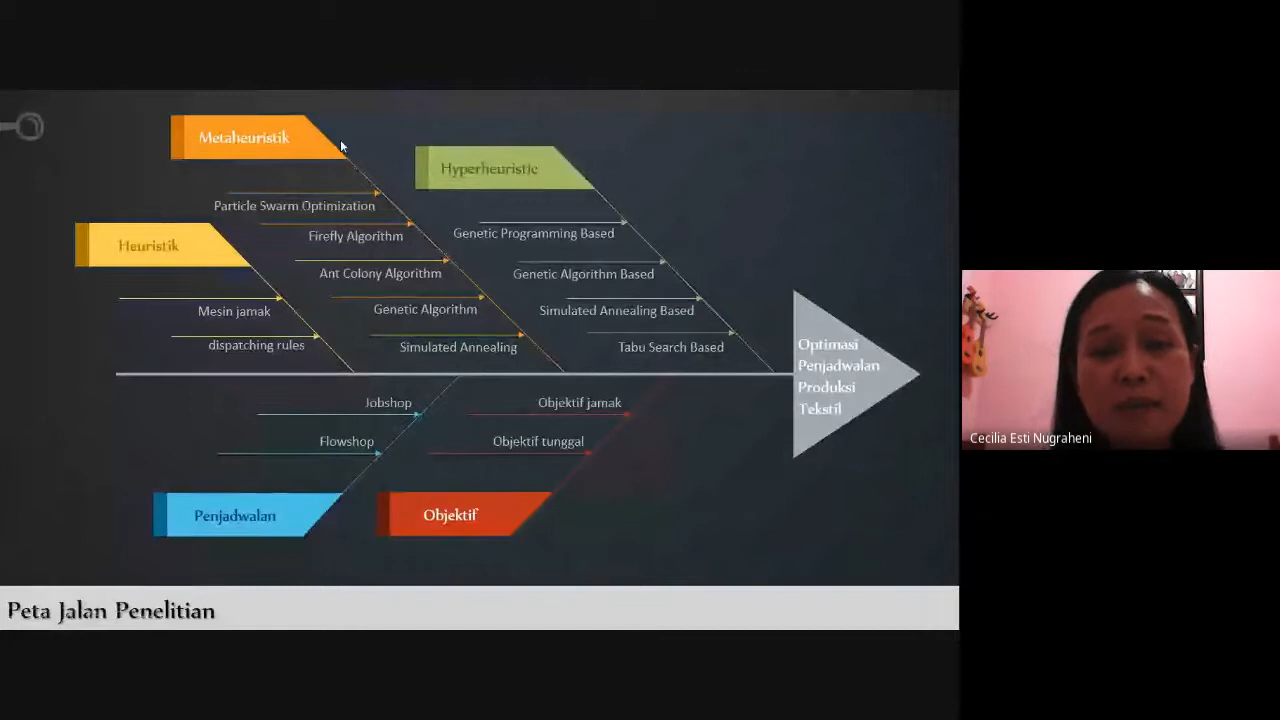 Metaheuristik
Hyperheuristic
Particle Swarm Optimization
Firefly Algorithm
Ant Colony Algorithm
Genetic Algorithm
Simulated Annealing
Genetic Programming Based
Genetic Algorithm Based
Simulated Annealing Based
Tabu Search Based
Heuristik
Mesin jamak
dispatching rules
Optimasi
Penjadwalan
Produksi
Tekstil
Jobshop
Flowshop
Objektif jamak
Objektif tunggal
Penjadwalan
Objektif
Peta Jalan Penelitian
Cecilia Esti Nugraheni